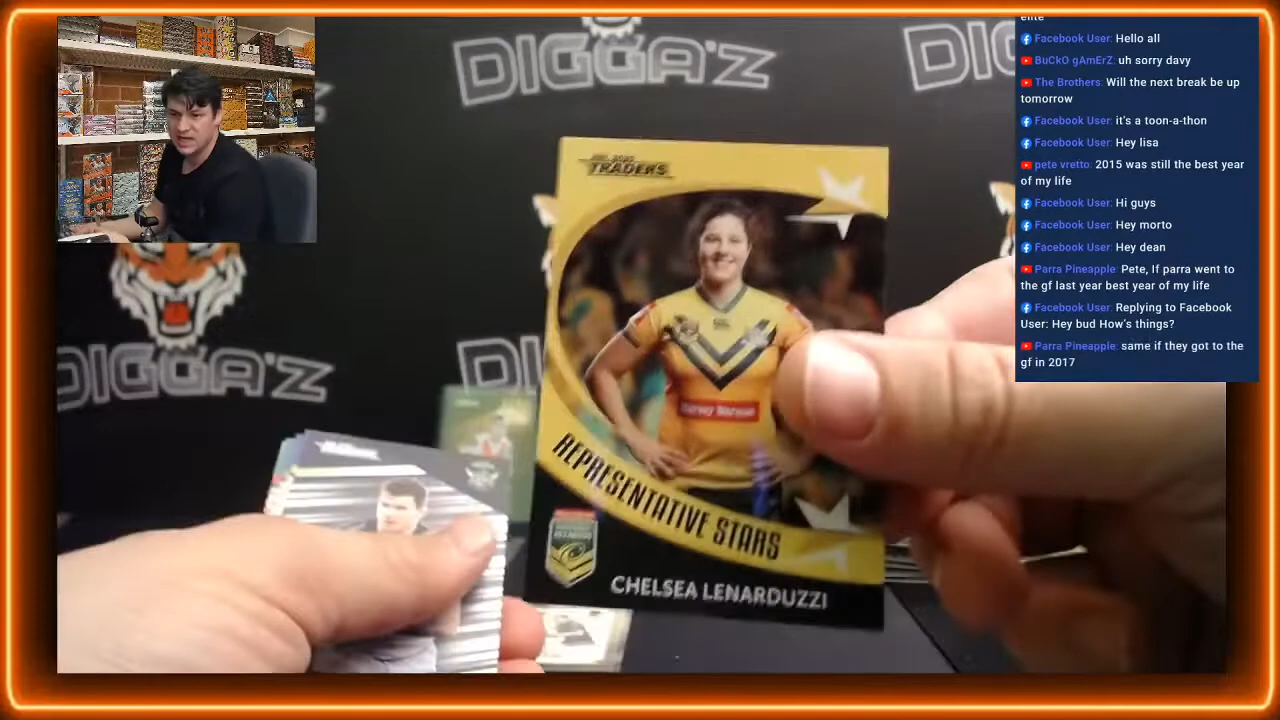 elite
Facebook User: Hello all
BuCkO gAmErZ: uh sorry davy
The Brothers: Will the next break be up
tomorrow
Facebook User: it's a toon-a-thon
Facebook User: Hey lisa
pete vretto: 2015 was still the best year
of my life
Facebook User: Hi guys
Facebook User: Hey morto
Facebook User: Hey dean
Parra Pineapple: Pete, If parra went to
the gf last year best year of my life
Facebook User: Replying to Facebook
User: Hey bud How's things?
Parra Pineapple: same if they got to the
gf in 2017
DIGGA'Z
DIGGA'Z
TRADERS
Harvey Norman
REPRESENTATIVE STARS
CHELSEA LENARDUZZI